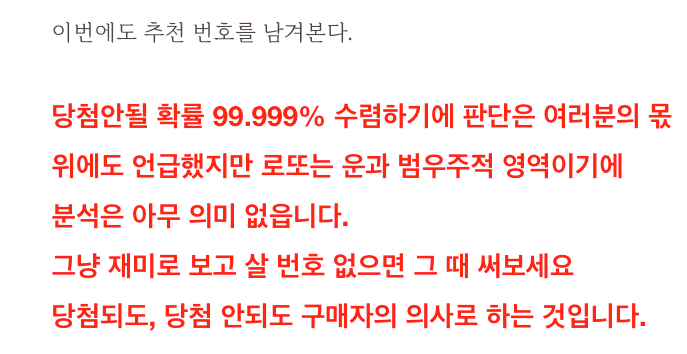 이번에도 추천 번호를 남겨본다.
당첨안될 확률 99.999% 수렴하기에 판단은 여러분의 몫
위에도 언급했지만 로또는 운과 범우주적 영역이기에
분석은 아무 의미 없읍니다.
그냥 재미로 보고 살 번호 없으면 그 때 써보세요
당첨되도, 당첨 안되도 구매자의 의사로 하는 것입니다.